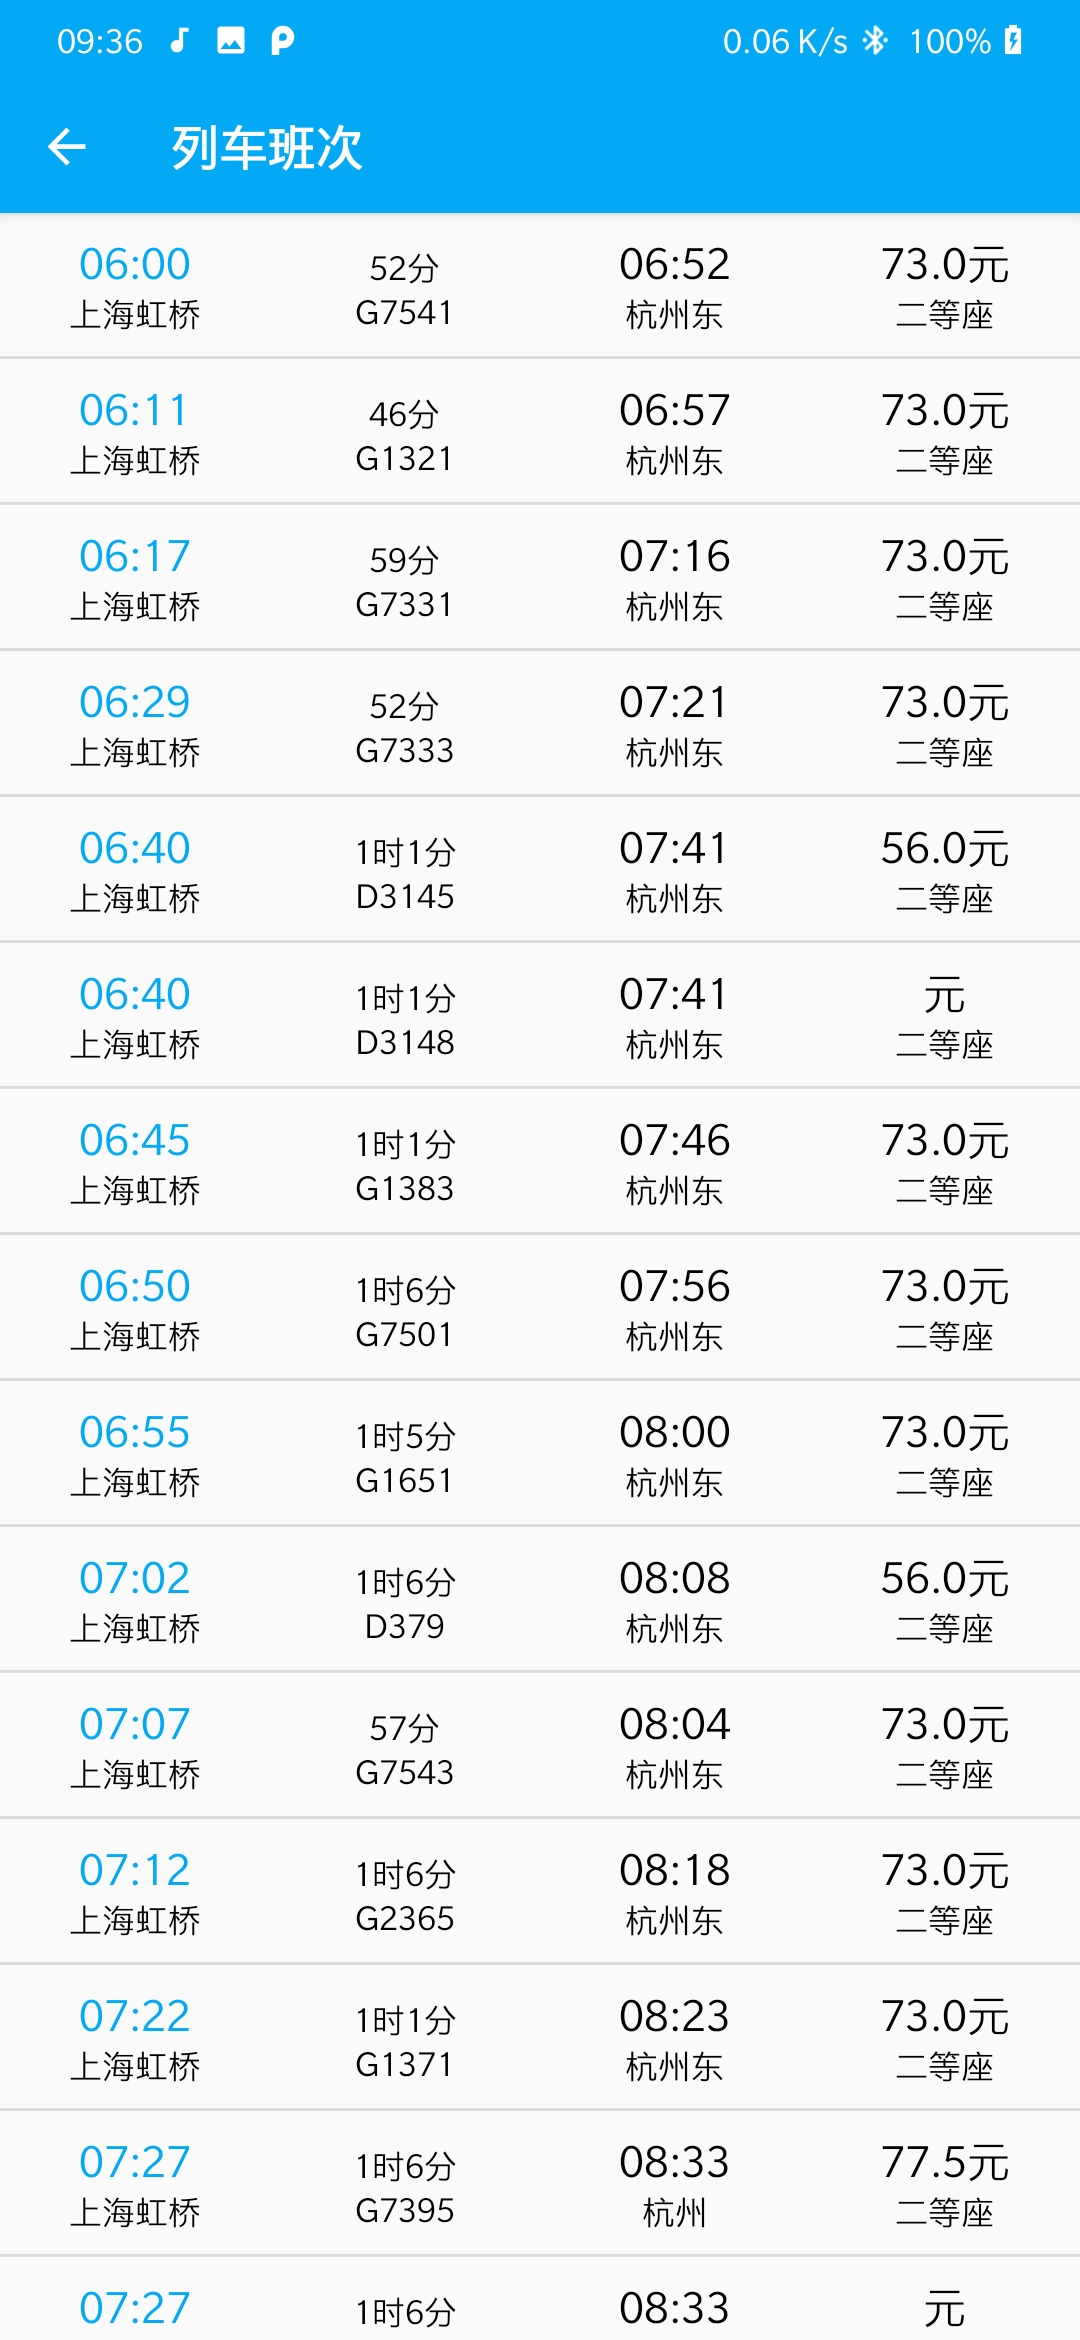 09:36 0.06 K/s 100%
列车班次
06:00 52分 06:52 73.0元
上海虹桥 G7541 杭州东 二等座
06:11 46分 06:57 73.0元
上海虹桥 G1321 杭州东 二等座
06:17 59分 07:16 73.0元
上海虹桥 G7331 杭州东 二等座
06:29 52分 07:21 73.0元
上海虹桥 G7333 杭州东 二等座
06:40 1时1分 07:41 56.0元
上海虹桥 D3145 杭州东 二等座
06:40 1时1分 07:41 元
上海虹桥 D3148 杭州东 二等座
06:45 1时1分 07:46 73.0元
上海虹桥 G1383 杭州东 二等座
06:50 1时6分 07:56 73.0元
上海虹桥 G7501 杭州东 二等座
06:55 1时5分 08:00 73.0元
上海虹桥 G1651 杭州东 二等座
07:02 1时6分 08:08 56.0元
上海虹桥 D379 杭州东 二等座
07:07 57分 08:04 73.0元
上海虹桥 G7543 杭州东 二等座
07:12 1时6分 08:18 73.0元
上海虹桥 G2365 杭州东 二等座
07:22 1时1分 08:23 73.0元
上海虹桥 G1371 杭州东 二等座
07:27 1时6分 08:33 77.5元
上海虹桥 G7395 杭州 二等座
07:27 1时6分 08:33 元